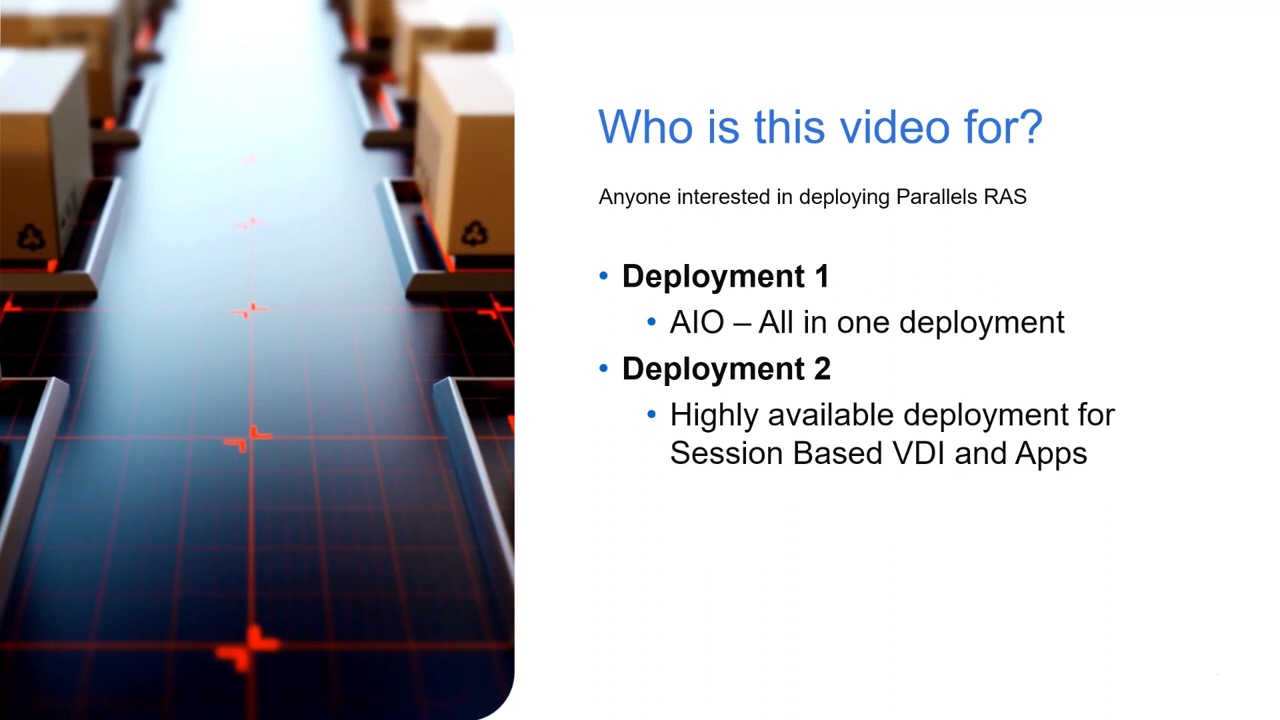 Who is this video for?
Anyone interested in deploying Parallels RAS
• Deployment 1
• AIO – All in one deployment
• Deployment 2
• Highly available deployment for
Session Based VDI and Apps